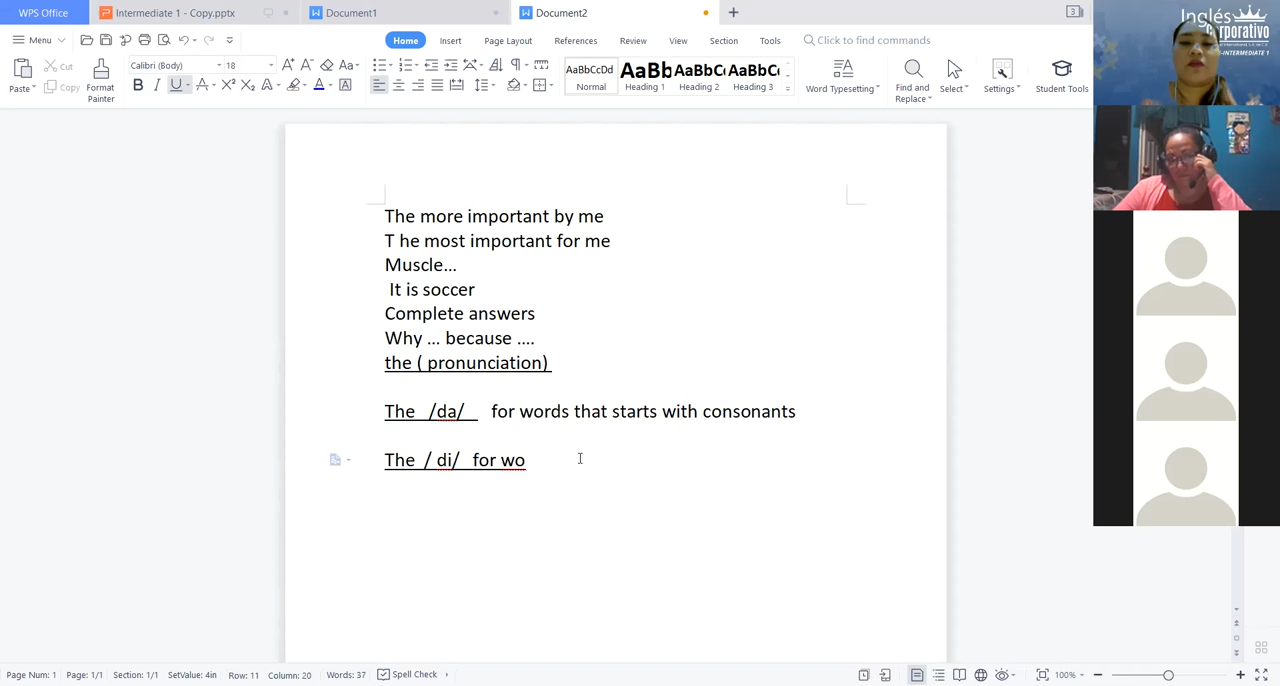 WPS Office
Intermediate 1 - Copy.pptx
Document1
Document2
Menu
Home
Insert
Page Layout
References
Review
View
Section
Tools
Click to find commands
Paste
Cut
Copy
Format Painter
Calibri (Body)
18
AaBbCcDd
Normal
AaBb
Heading 1
AaBbC
Heading 2
AaBbC
Heading 3
Word Typesetting
Find and Replace
Select
Settings
Student Tools
Inglés
Corporativo
The more important by me
T he most important for me
Muscle...
It is soccer
Complete answers
Why ... because ....
the ( pronunciation)
The /da/ for words that starts with consonants
The / di/ for wo
Page Num: 1 Page: 1/1 Section: 1/1 SetValue: 4in Row: 11 Column: 20 Words: 37 Spell Check 100%